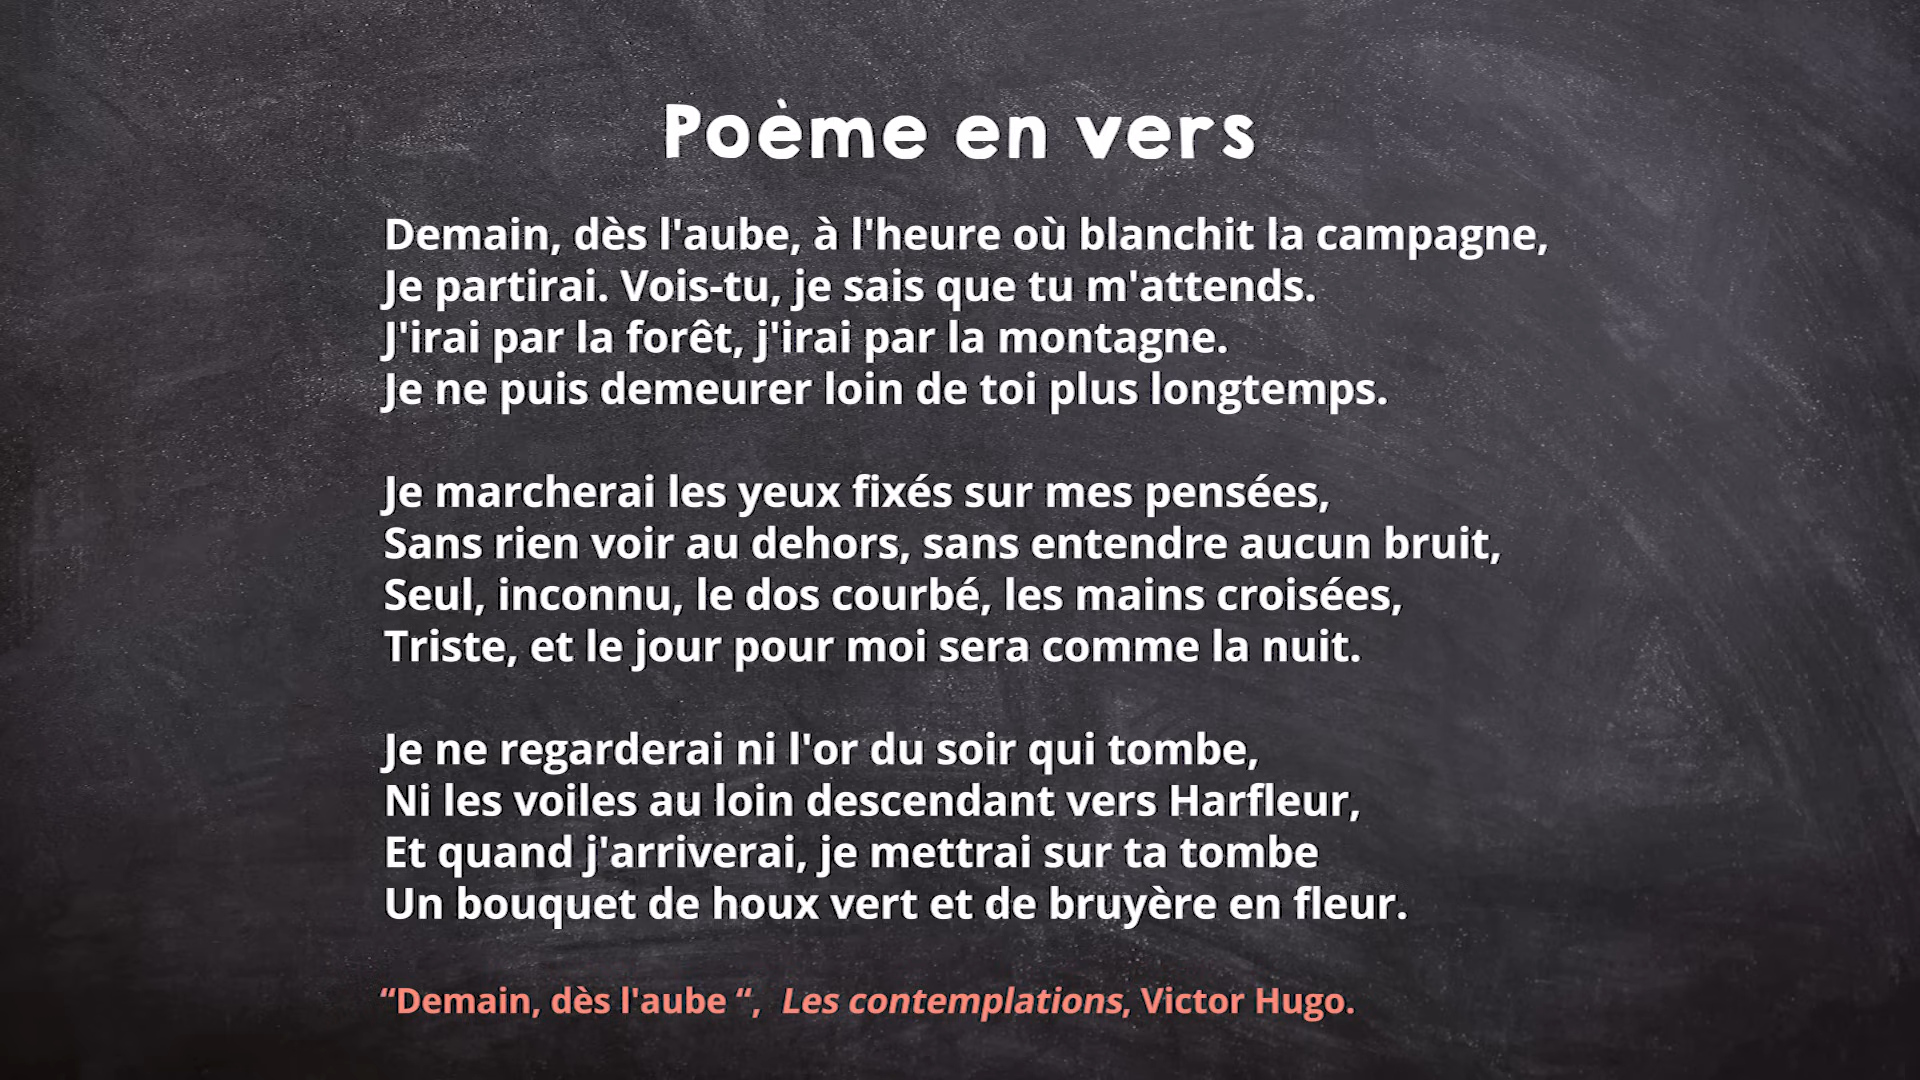 Poème en vers
Demain, dès l'aube, à l'heure où blanchit la campagne,
Je partirai. Vois-tu, je sais que tu m'attends.
J'irai par la forêt, j'irai par la montagne.
Je ne puis demeurer loin de toi plus longtemps.
Je marcherai les yeux fixés sur mes pensées,
Sans rien voir au dehors, sans entendre aucun bruit,
Seul, inconnu, le dos courbé, les mains croisées,
Triste, et le jour pour moi sera comme la nuit.
Je ne regarderai ni l'or du soir qui tombe,
Ni les voiles au loin descendant vers Harfleur,
Et quand j'arriverai, je mettrai sur ta tombe
Un bouquet de houx vert et de bruyère en fleur.
“Demain, dès l'aube “, Les contemplations, Victor Hugo.